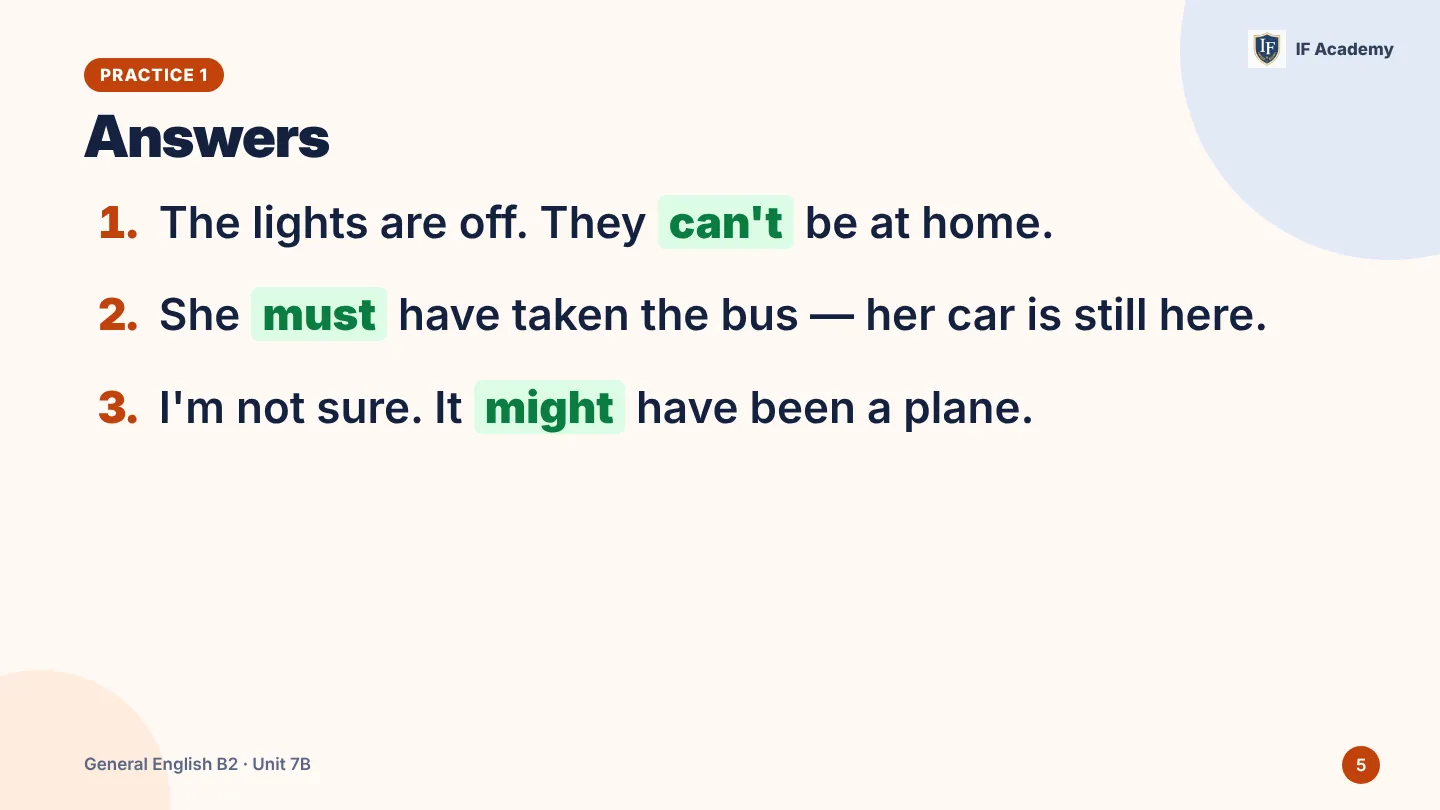 IF IF Academy
PRACTICE 1
Answers
1. The lights are off. They can't be at home.
2. She must have taken the bus — her car is still here.
3. I'm not sure. It might have been a plane.
General English B2 · Unit 7B
5